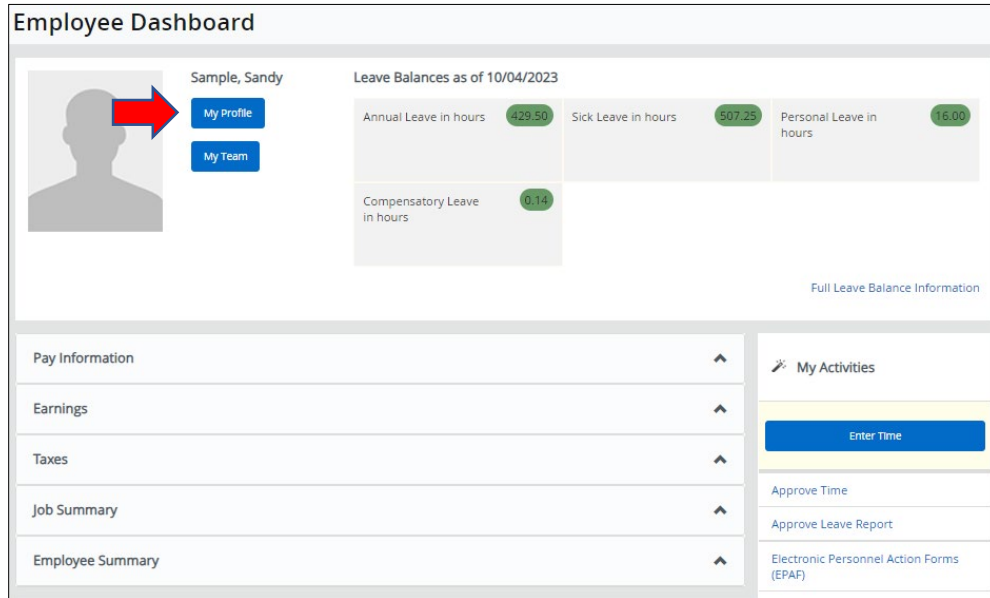 Employee Dashboard
Sample, Sandy
My Profile
My Team
Leave Balances as of 10/04/2023
Annual Leave in hours 429.50
Sick Leave in hours 507.25
Personal Leave in
hours
16.00
Compensatory Leave
in hours
0.14
Full Leave Balance Information
Pay Information
Earnings
Taxes
Job Summary
Employee Summary
My Activities
Enter Time
Approve Time
Approve Leave Report
Electronic Personnel Action Forms
(EPAF)